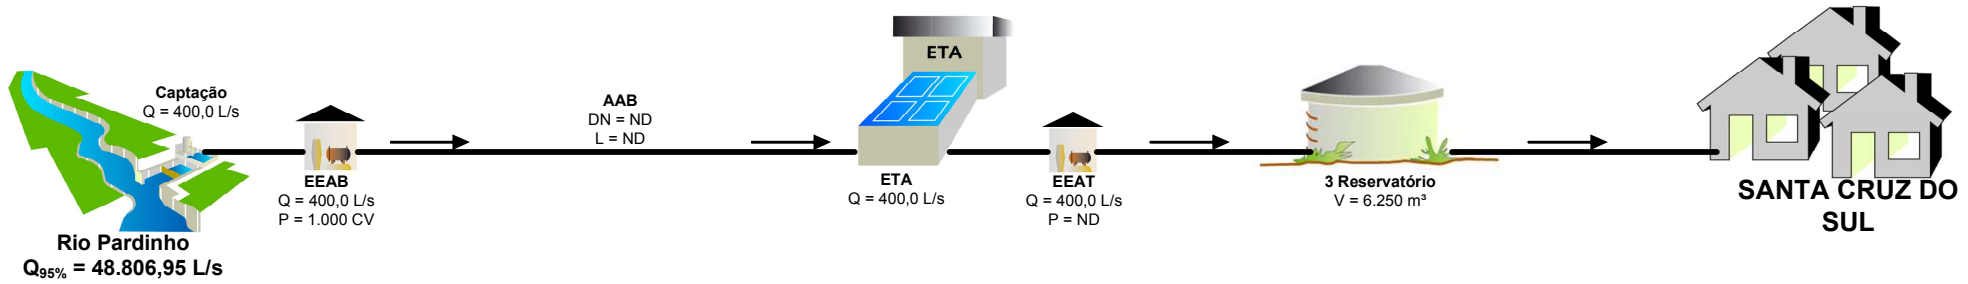 Captação
Q = 400,0 L/s
Rio Pardinho
Q95% = 48.806,95 L/s
EEAB
Q = 400,0 L/s
P = 1.000 CV
AAB
DN = ND
L = ND
ETA
ETA
Q = 400,0 L/s
EEAT
Q = 400,0 L/s
P = ND
3 Reservatório
V = 6.250 m³
SANTA CRUZ DO
SUL